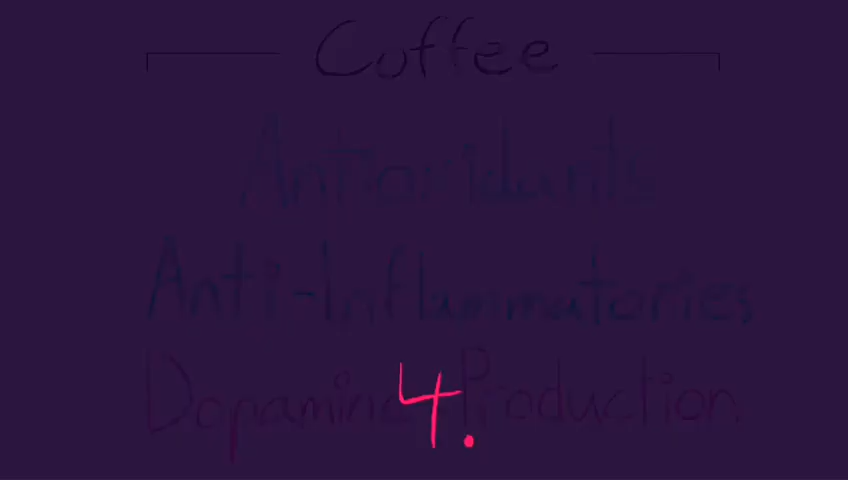 Coffee
Antioxidants
Anti-Inflammatories
Dopamine Production
4.